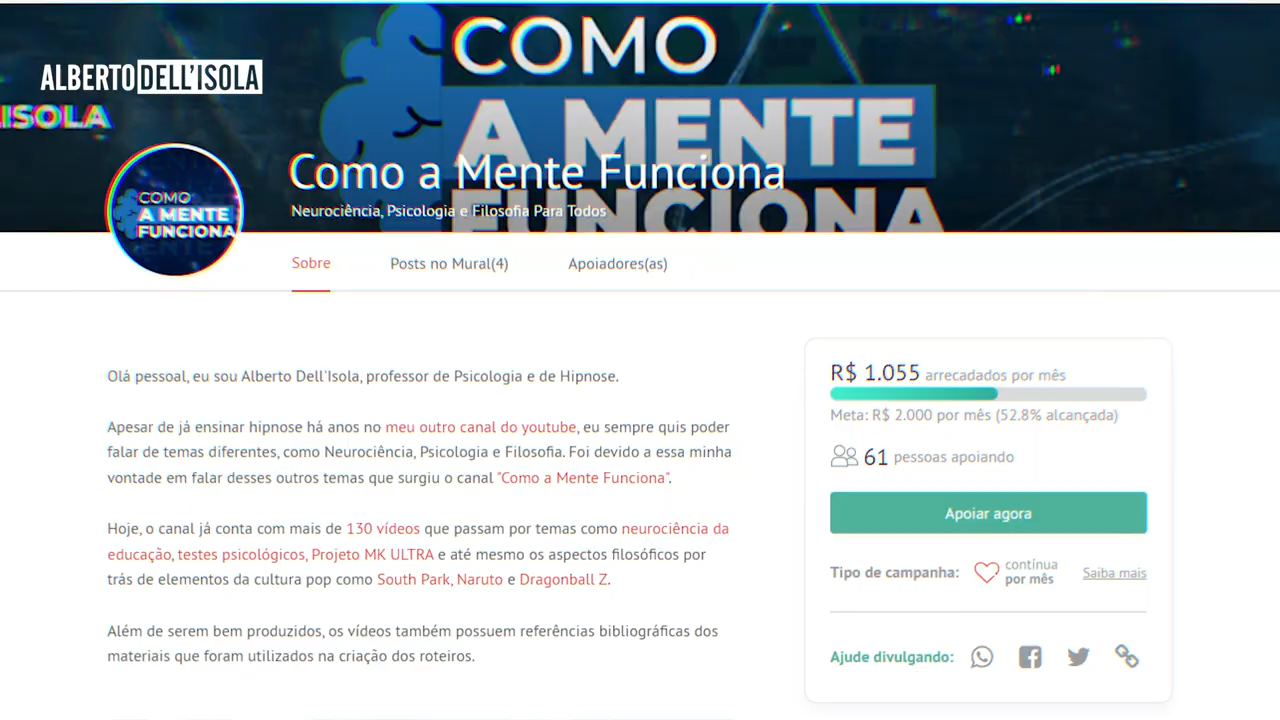 COMO
A MENTE
FUNCIONA
ALBERTO DELL'ISOLA
ISOLA
COMO
A MENTE
FUNCIONA
Como a Mente Funciona
Neurociência, Psicologia e Filosofia Para Todos
Sobre
Posts no Mural(4)
Apoiadores(as)
Olá pessoal, eu sou Alberto Dell'Isola, professor de Psicologia e de Hipnose.
Apesar de já ensinar hipnose há anos no meu outro canal do youtube, eu sempre quis poder
falar de temas diferentes, como Neurociência, Psicologia e Filosofia. Foi devido a essa minha
vontade em falar desses outros temas que surgiu o canal "Como a Mente Funciona".
Hoje, o canal já conta com mais de 130 vídeos que passam por temas como neurociência da
educação, testes psicológicos, Projeto MK ULTRA e até mesmo os aspectos filosóficos por
trás de elementos da cultura pop como South Park, Naruto e Dragonball Z.
Além de serem bem produzidos, os vídeos também possuem referências bibliográficas dos
materiais que foram utilizados na criação dos roteiros.
R$ 1.055 arrecadados por mês
Meta: R$ 2.000 por mês (52.8% alcançada)
61 pessoas apoiando
Apoiar agora
Tipo de campanha:
contínua
por mês
Saiba mais
Ajude divulgando: